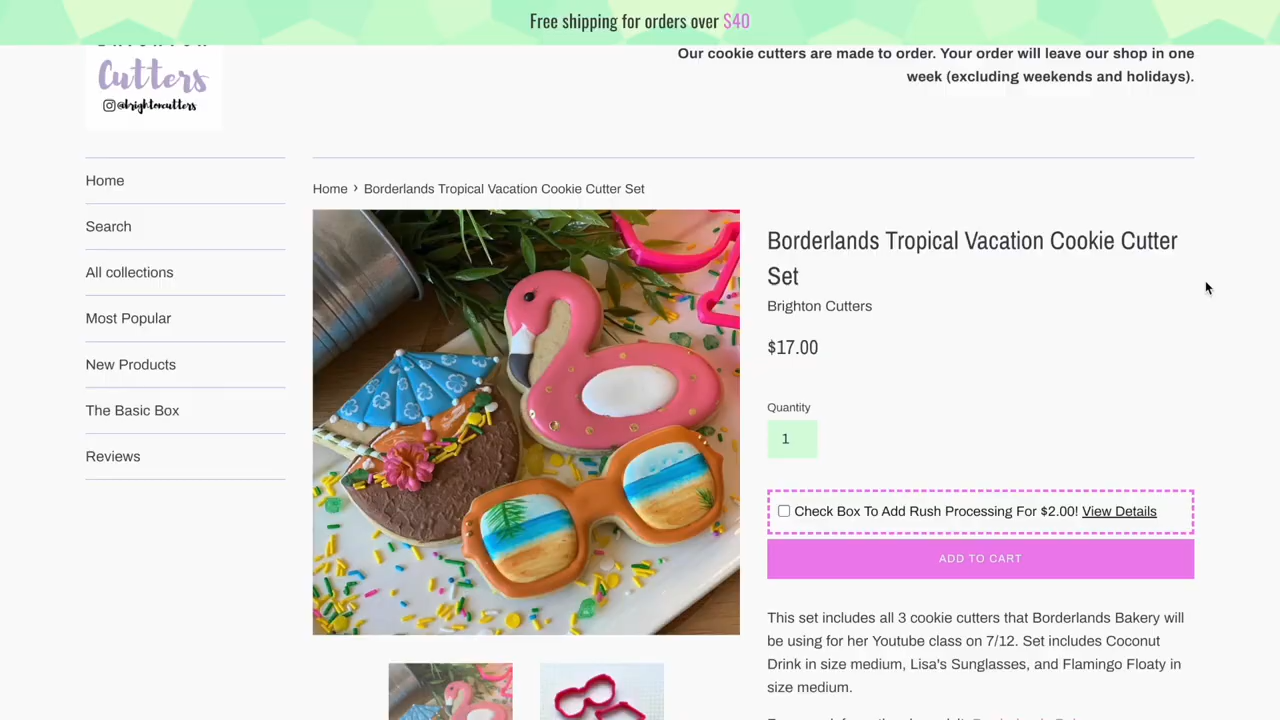 Free shipping for orders over $40
Cutters
@brightoncutters
Our cookie cutters are made to order. Your order will leave our shop in one
week (excluding weekends and holidays).
Home
Search
All collections
Most Popular
New Products
The Basic Box
Reviews
Home › Borderlands Tropical Vacation Cookie Cutter Set
Borderlands Tropical Vacation Cookie Cutter
Set
Brighton Cutters
$17.00
Quantity
1
Check Box To Add Rush Processing For $2.00! View Details
ADD TO CART
This set includes all 3 cookie cutters that Borderlands Bakery will
be using for her Youtube class on 7/12. Set includes Coconut
Drink in size medium, Lisa's Sunglasses, and Flamingo Floaty in
size medium.